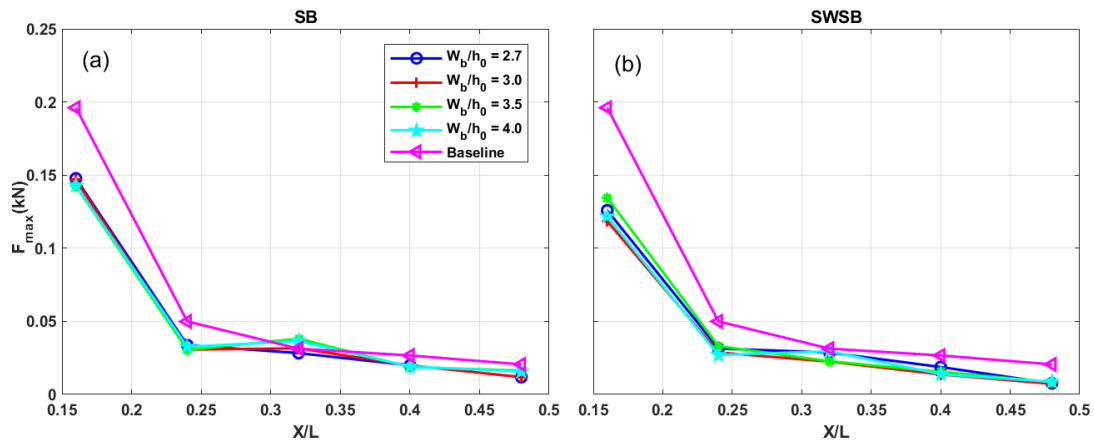 SB
(a)
W_b/h_0 = 2.7
W_b/h_0 = 3.0
W_b/h_0 = 3.5
W_b/h_0 = 4.0
Baseline
0.25
0.2
0.15
0.1
0.05
0
F_max (kN)
0.15 0.2 0.25 0.3 0.35 0.4 0.45 0.5
X/L
SWSB
(b)
0.15 0.2 0.25 0.3 0.35 0.4 0.45 0.5
X/L